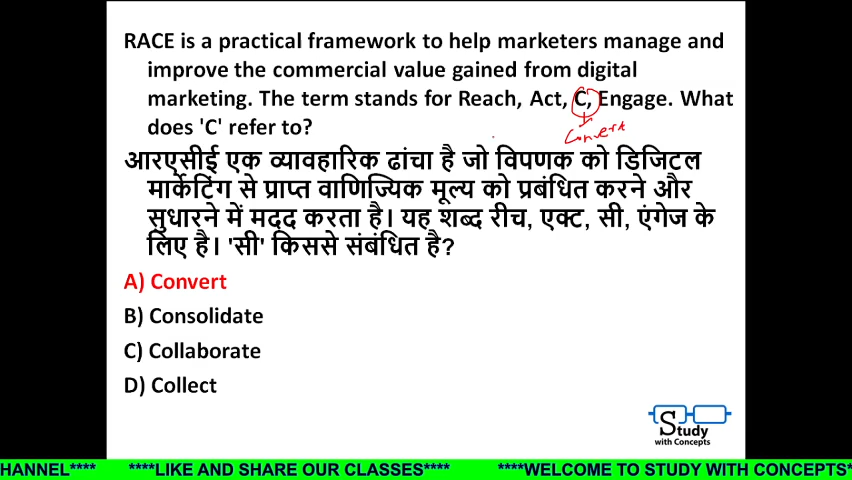 RACE is a practical framework to help marketers manage and
improve the commercial value gained from digital
marketing. The term stands for Reach, Act, C, Engage. What
does 'C' refer to?
Convert
आरएसीई एक व्यावहारिक ढांचा है जो विपणक को डिजिटल
मार्केटिंग से प्राप्त वाणिज्यिक मूल्य को प्रबंधित करने और
सुधारने में मदद करता है। यह शब्द रीच, एक्ट, सी, एंगेज के
लिए है। 'सी' किससे संबंधित है?
A) Convert
B) Consolidate
C) Collaborate
D) Collect
Study
with Concepts
HANNEL**** ****LIKE AND SHARE OUR CLASSES**** ****WELCOME TO STUDY WITH CONCEPTS*